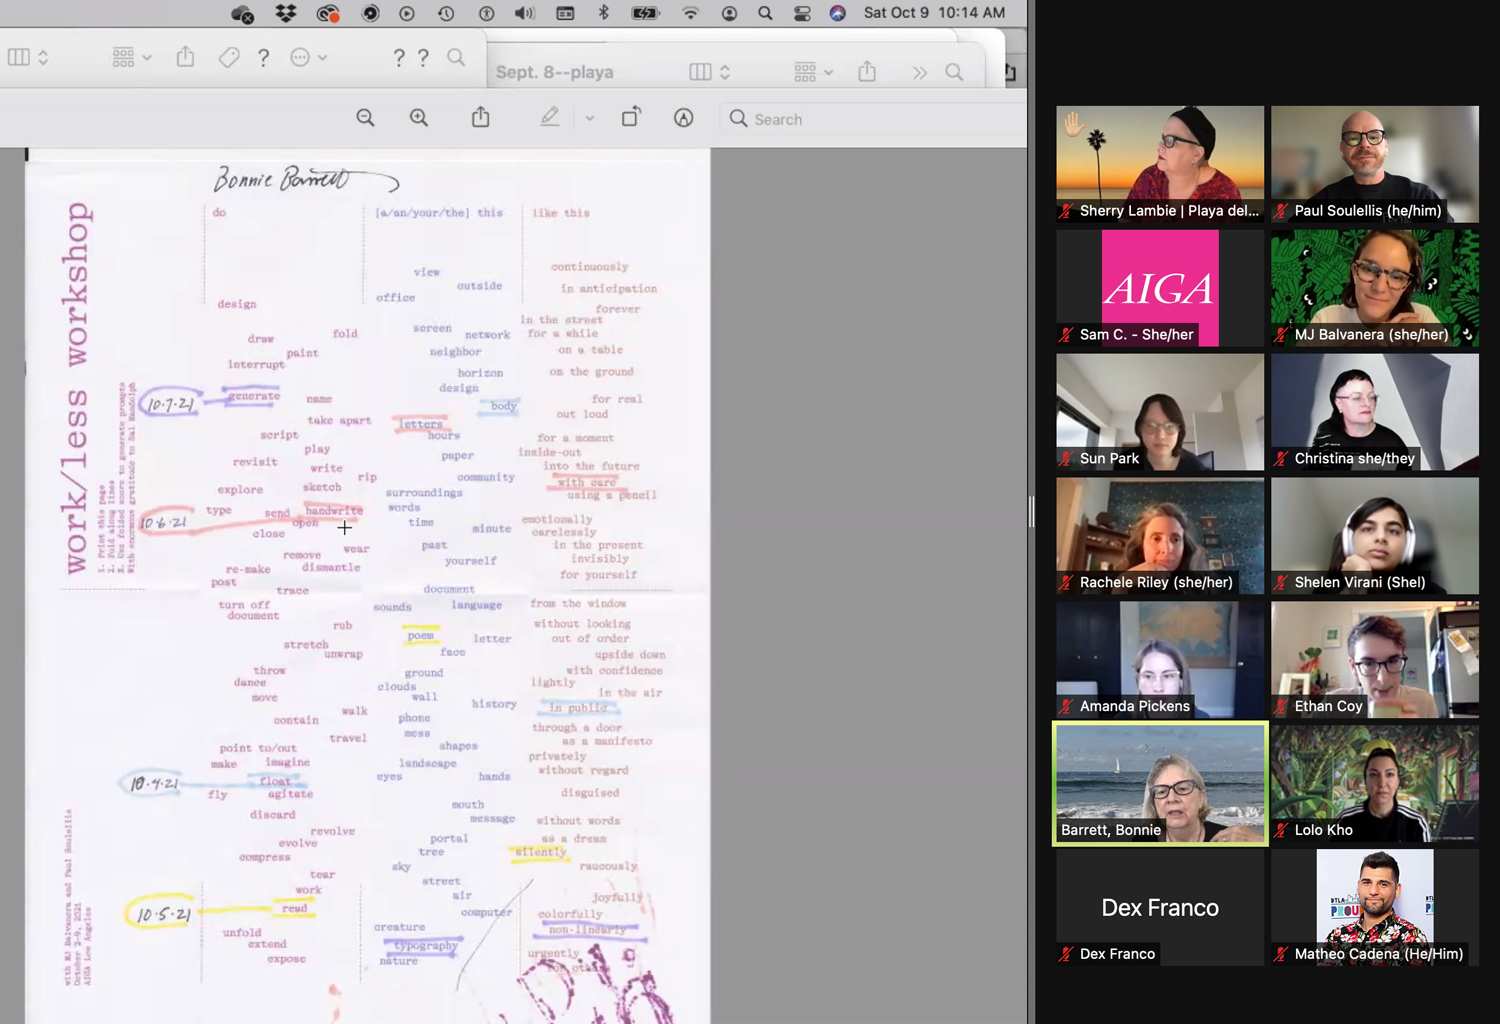 Sat Oct 9 10:14 AM
Sept. 8--playa
Search
Bonnie Barrett
work/less workshop
1. Print this page
2. Fold along lines
3. Use folded score to generate prompts
With enormous gratitude to Sal Randolph
with MJ Balvanera and Paul Soulellis
October 2-9, 2021
AIGA Los Angeles
10.7.21
10.6.21
10.4.21
10.5.21
do
design
fold
draw
paint
interrupt
generate
name
take apart
script
play
revisit
write
rip
explore
sketch
type
send
handwrite
open
close
wear
remove
dismantle
re-make
post
trace
turn off
document
rub
stretch
unwrap
throw
dance
move
walk
contain
travel
point to/out
make
imagine
float
fly
agitate
discard
revolve
evolve
compress
tear
work
read
unfold
extend
expose
[a/an/your/the] this
view
outside
office
screen
network
neighbor
horizon
design
body
letters
hours
paper
community
surroundings
words
time
minute
past
yourself
document
sounds
language
poem
letter
face
ground
clouds
wall
history
phone
mess
shapes
landscape
eyes
hands
mouth
message
portal
tree
sky
street
air
computer
creature
typography
nature
like this
continuously
in anticipation
forever
in the street
for a while
on a table
on the ground
for real
out loud
for a moment
inside-out
into the future
with care
using a pencil
emotionally
carelessly
in the present
invisibly
for yourself
from the window
without looking
out of order
upside down
with confidence
lightly
in the air
in public
through a door
as a manifesto
privately
without regard
disguised
without words
as a dream
silently
raucously
joyfully
colorfully
non-linearly
urgently
for others
Sherry Lambie | Playa del...
Paul Soulellis (he/him)
AIGA
Sam C. - She/her
MJ Balvanera (she/her)
Sun Park
Christina she/they
Rachele Riley (she/her)
Shelen Virani (Shel)
Amanda Pickens
Ethan Coy
Barrett, Bonnie
Lolo Kho
Dex Franco
Dex Franco
Matheo Cadena (He/Him)